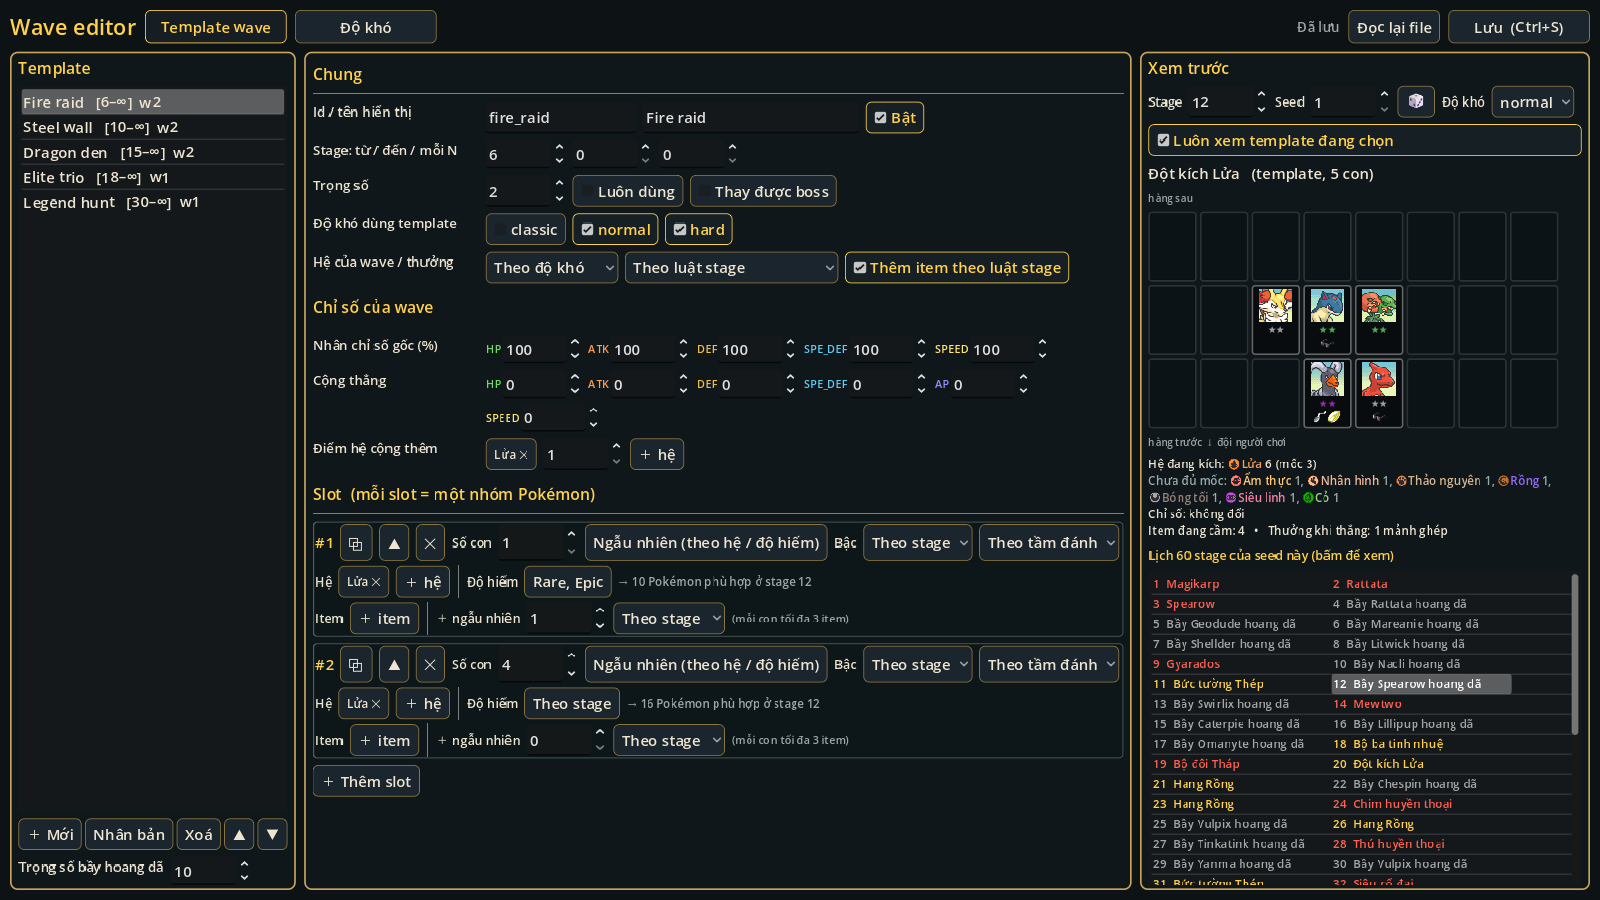 Wave editor
Template wave
Độ khó
Đã lưu
Đọc lại file
Lưu (Ctrl+S)
Template
Fire raid [6–∞] w2
Steel wall [10–∞] w2
Dragon den [15–∞] w2
Elite trio [18–∞] w1
Legend hunt [30–∞] w1
+ Mới
Nhân bản
Xoá
▲
▼
Trọng số bầy hoang dã 10
Chung
Id / tên hiển thị fire_raid Fire raid Bật
Stage: từ / đến / mỗi N 6 0 0
Trọng số 2 Luôn dùng Thay được boss
Độ khó dùng template classic normal hard
Hệ của wave / thưởng Theo độ khó Theo luật stage Thêm item theo luật stage
Chỉ số của wave
Nhân chỉ số gốc (%) HP 100 ATK 100 DEF 100 SPE_DEF 100 SPEED 100
Cộng thẳng HP 0 ATK 0 DEF 0 SPE_DEF 0 AP 0
SPEED 0
Điểm hệ cộng thêm Lửa × 1 + hệ
Slot (mỗi slot = một nhóm Pokémon)
#1 ▲ × Số con 1 Ngẫu nhiên (theo hệ / độ hiếm) Bậc Theo stage Theo tầm đánh
Hệ Lửa × + hệ Độ hiếm Rare, Epic → 10 Pokémon phù hợp ở stage 12
Item + item + ngẫu nhiên 1 Theo stage (mỗi con tối đa 3 item)
#2 ▲ × Số con 4 Ngẫu nhiên (theo hệ / độ hiếm) Bậc Theo stage Theo tầm đánh
Hệ Lửa × + hệ Độ hiếm Theo stage → 16 Pokémon phù hợp ở stage 12
Item + item + ngẫu nhiên 0 Theo stage (mỗi con tối đa 3 item)
+ Thêm slot
Xem trước
Stage 12 Seed 1 Độ khó normal
Luôn xem template đang chọn
Đột kích Lửa (template, 5 con)
hàng sau
hàng trước ↓ đội người chơi
Hệ đang kích: Lửa 6 (mốc 3)
Chưa đủ mốc: Ẩm thực 1, Nhân hình 1, Thảo nguyên 1, Rồng 1,
Bóng tối 1, Siêu linh 1, Cỏ 1
Chỉ số: không đổi
Item đang cầm: 4 • Thưởng khi thắng: 1 mảnh ghép
Lịch 60 stage của seed này (bấm để xem)
1 Magikarp 2 Rattata
3 Spearow 4 Bầy Rattata hoang dã
5 Bầy Geodude hoang dã 6 Bầy Mareanie hoang dã
7 Bầy Shellder hoang dã 8 Bầy Litwick hoang dã
9 Gyarados 10 Bầy Nacli hoang dã
11 Bức tường Thép 12 Bầy Spearow hoang dã
13 Bầy Swirlix hoang dã 14 Mewtwo
15 Bầy Caterpie hoang dã 16 Bầy Lillipup hoang dã
17 Bầy Omanyte hoang dã 18 Bộ ba tinh nhuệ
19 Bộ đôi Tháp 20 Đột kích Lửa
21 Hang Rồng 22 Bầy Chespin hoang dã
23 Hang Rồng 24 Chim huyền thoại
25 Bầy Vulpix hoang dã 26 Hang Rồng
27 Bầy Tinkatink hoang dã 28 Thú huyền thoại
29 Bầy Yanma hoang dã 30 Bầy Vulpix hoang dã
31 Bức tường Thép 32 Siêu cổ đại